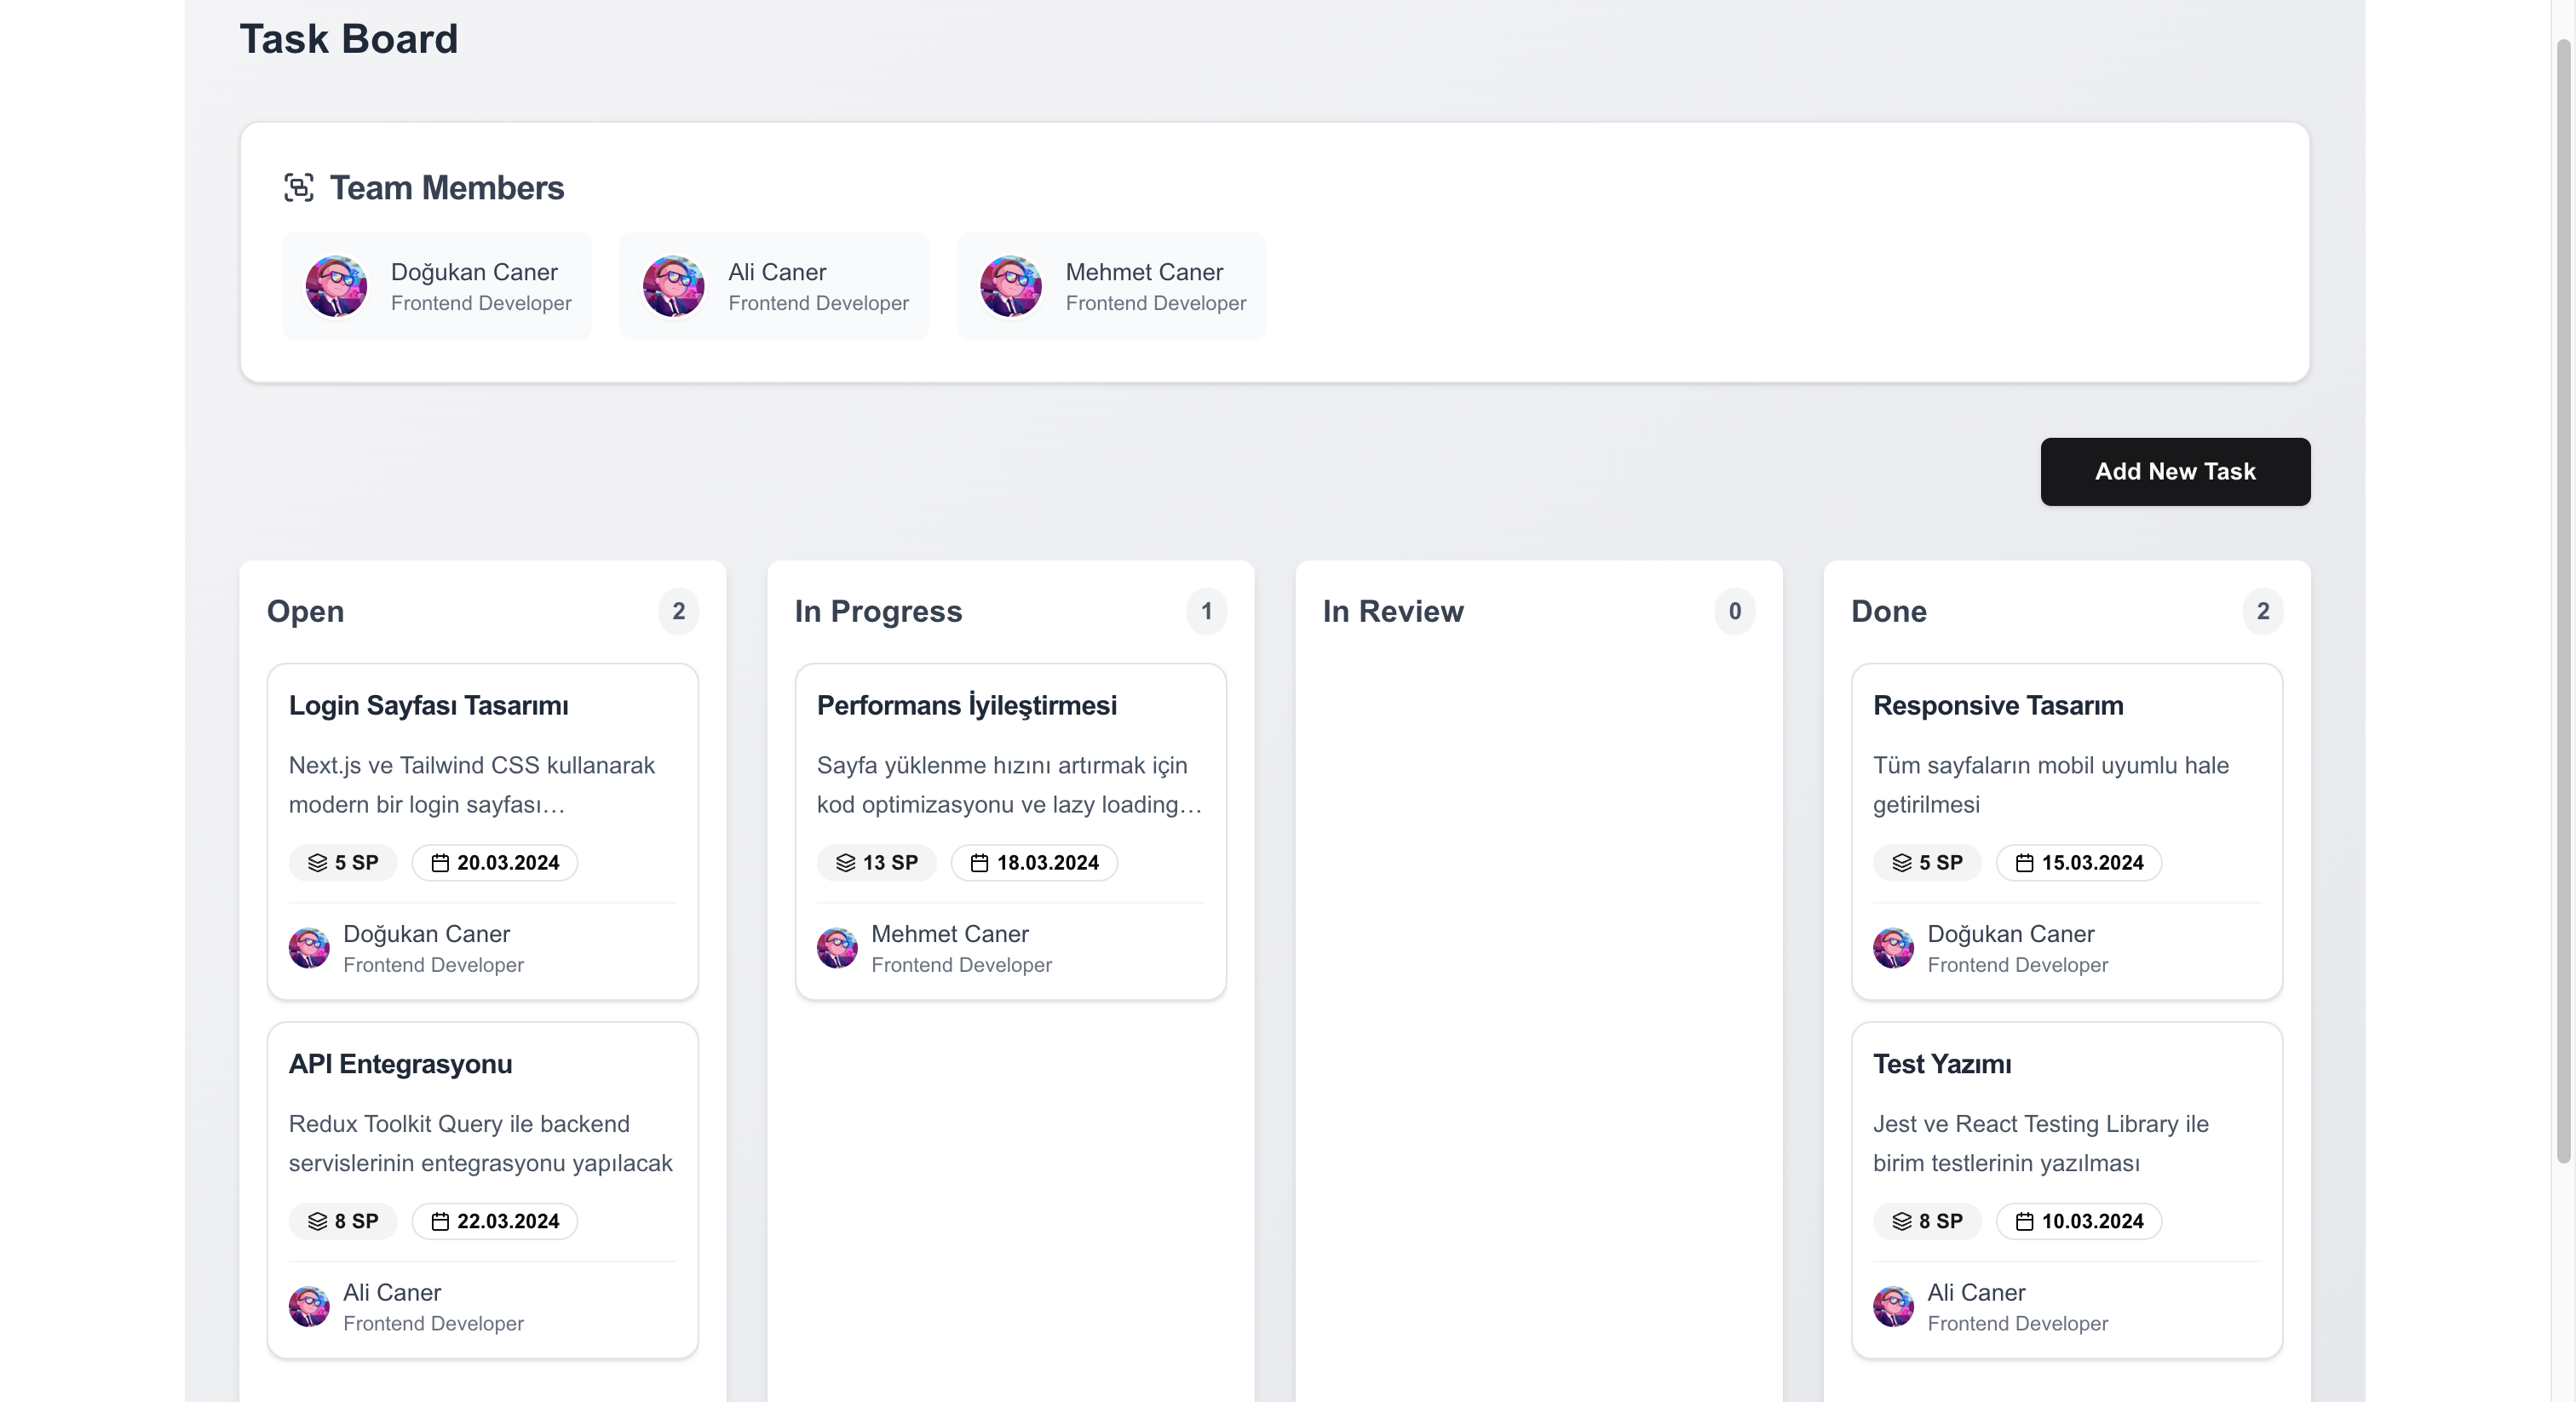 Task Board
Team Members
Doğukan Caner
Frontend Developer
Ali Caner
Frontend Developer
Mehmet Caner
Frontend Developer
Add New Task
Open
2
Login Sayfası Tasarımı
Next.js ve Tailwind CSS kullanarak
modern bir login sayfası…
5 SP
20.03.2024
Doğukan Caner
Frontend Developer
API Entegrasyonu
Redux Toolkit Query ile backend
servislerinin entegrasyonu yapılacak
8 SP
22.03.2024
Ali Caner
Frontend Developer
In Progress
1
Performans İyileştirmesi
Sayfa yüklenme hızını artırmak için
kod optimizasyonu ve lazy loading…
13 SP
18.03.2024
Mehmet Caner
Frontend Developer
In Review
0
Done
2
Responsive Tasarım
Tüm sayfaların mobil uyumlu hale
getirilmesi
5 SP
15.03.2024
Doğukan Caner
Frontend Developer
Test Yazımı
Jest ve React Testing Library ile
birim testlerinin yazılması
8 SP
10.03.2024
Ali Caner
Frontend Developer